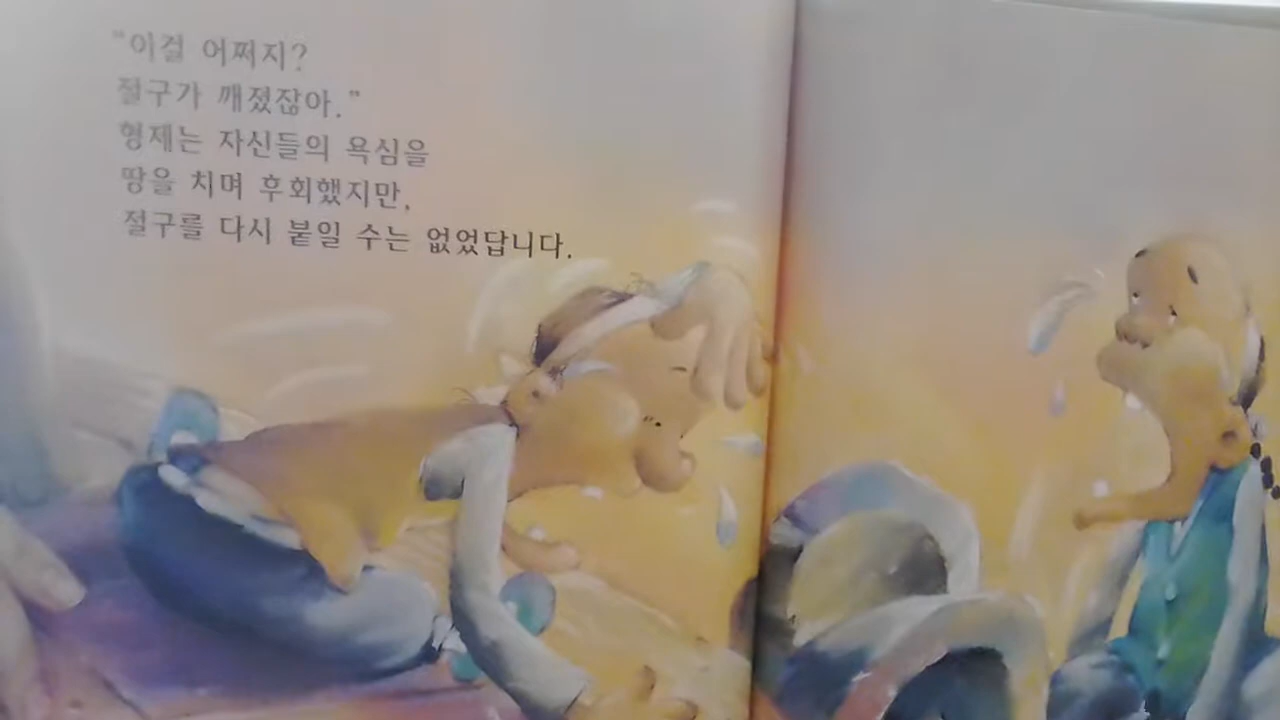 "이걸 어쩌지?
절구가 깨졌잖아."
형제는 자신들의 욕심을
땅을 치며 후회했지만,
절구를 다시 붙일 수는 없었답니다.